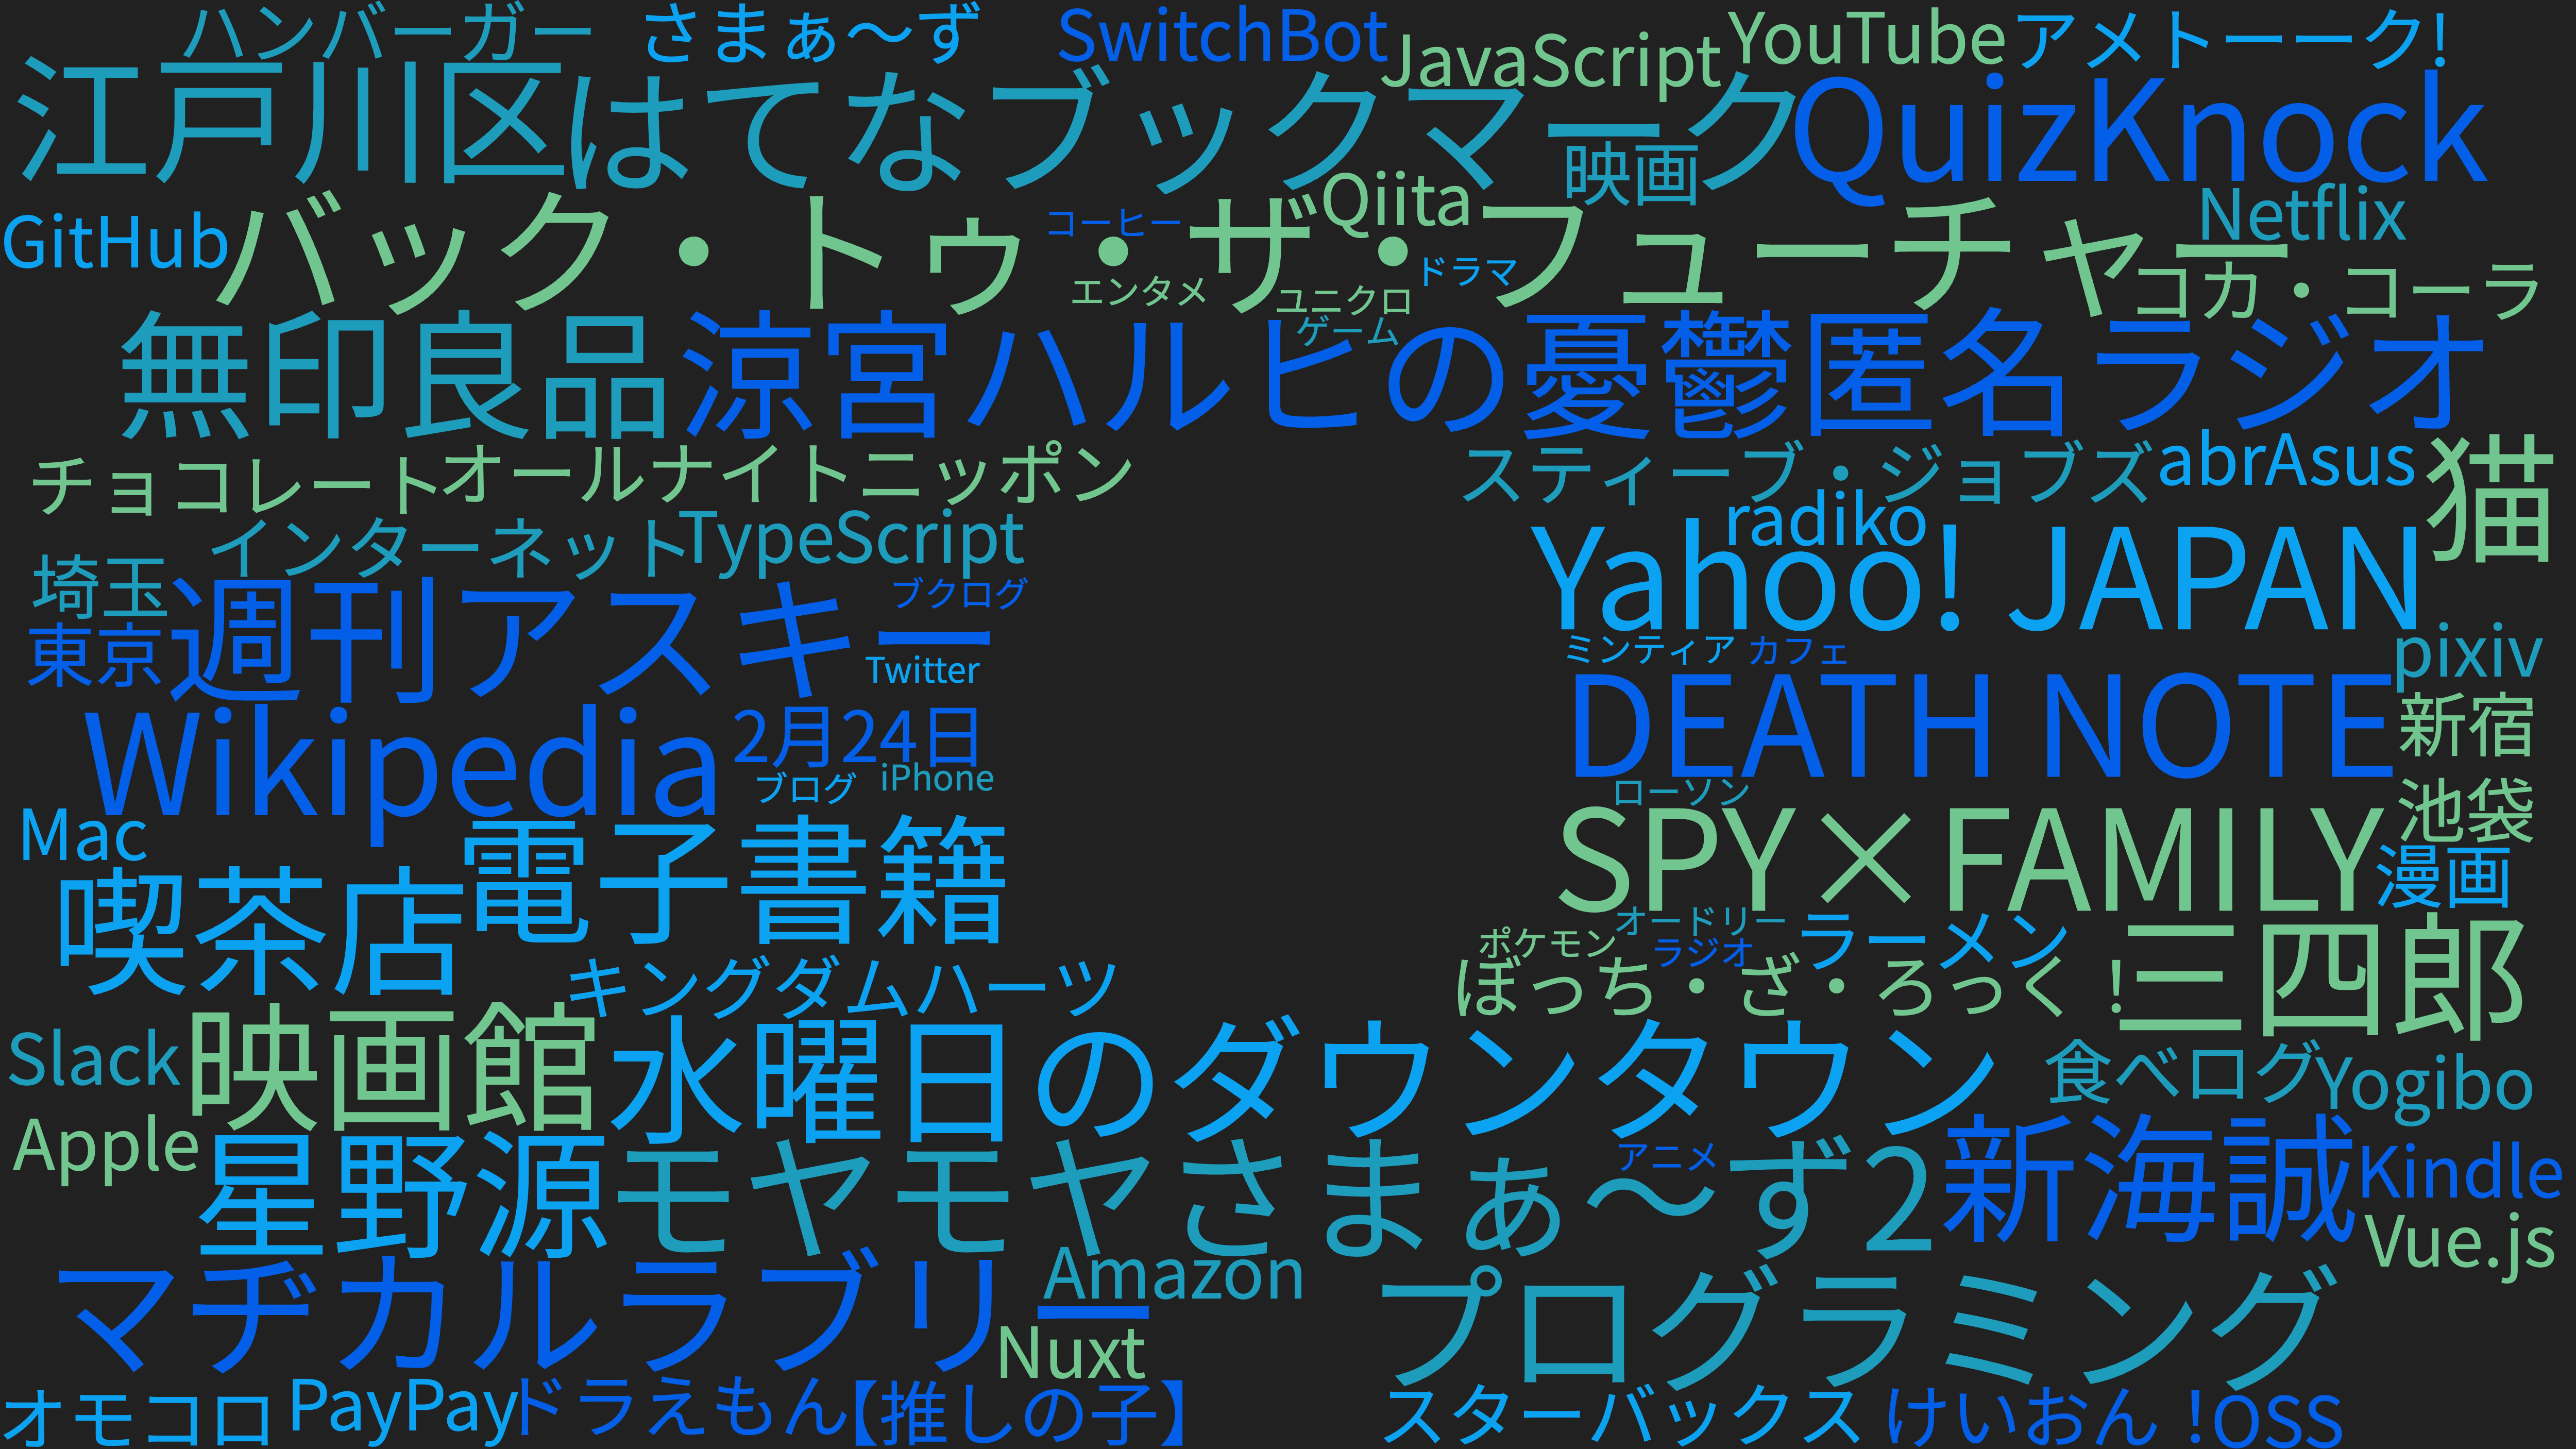 ハンバーガー
さまぁ〜ず
SwitchBot
JavaScript
YouTube
アメトーーク!
江戸川区
はてなブックマーク
QuizKnock
映画
GitHub
バック・トゥ・ザ・フューチャー
コーヒー
Qiita
Netflix
エンタメ
ユニクロ
ドラマ
コカ・コーラ
無印良品
涼宮ハルヒの憂鬱
ゲーム
匿名ラジオ
チョコレート
オールナイトニッポン
スティーブ・ジョブズ
abrAsus
猫
インターネット
TypeScript
radiko
Yahoo! JAPAN
埼玉
東京
週刊アスキー
ブクログ
Twitter
ミンティア
カフェ
pixiv
DEATH NOTE
新宿
Wikipedia
2月24日
ブログ
iPhone
ローソン
池袋
Mac
電子書籍
SPY×FAMILY
漫画
喫茶店
ポケモン
オードリー
ラジオ
ラーメン
三四郎
キングダムハーツ
ぼっち・ざ・ろっく!
Slack
映画館
水曜日のダウンタウン
食べログ
Yogibo
Apple
星野源
モヤモヤさまぁ〜ず2
アニメ
新海誠
Kindle
Vue.js
マヂカルラブリー
Amazon
Nuxt
プログラミング
オモコロ
PayPay
ドラえもん
【推しの子】
スターバックス
けいおん!
OSS